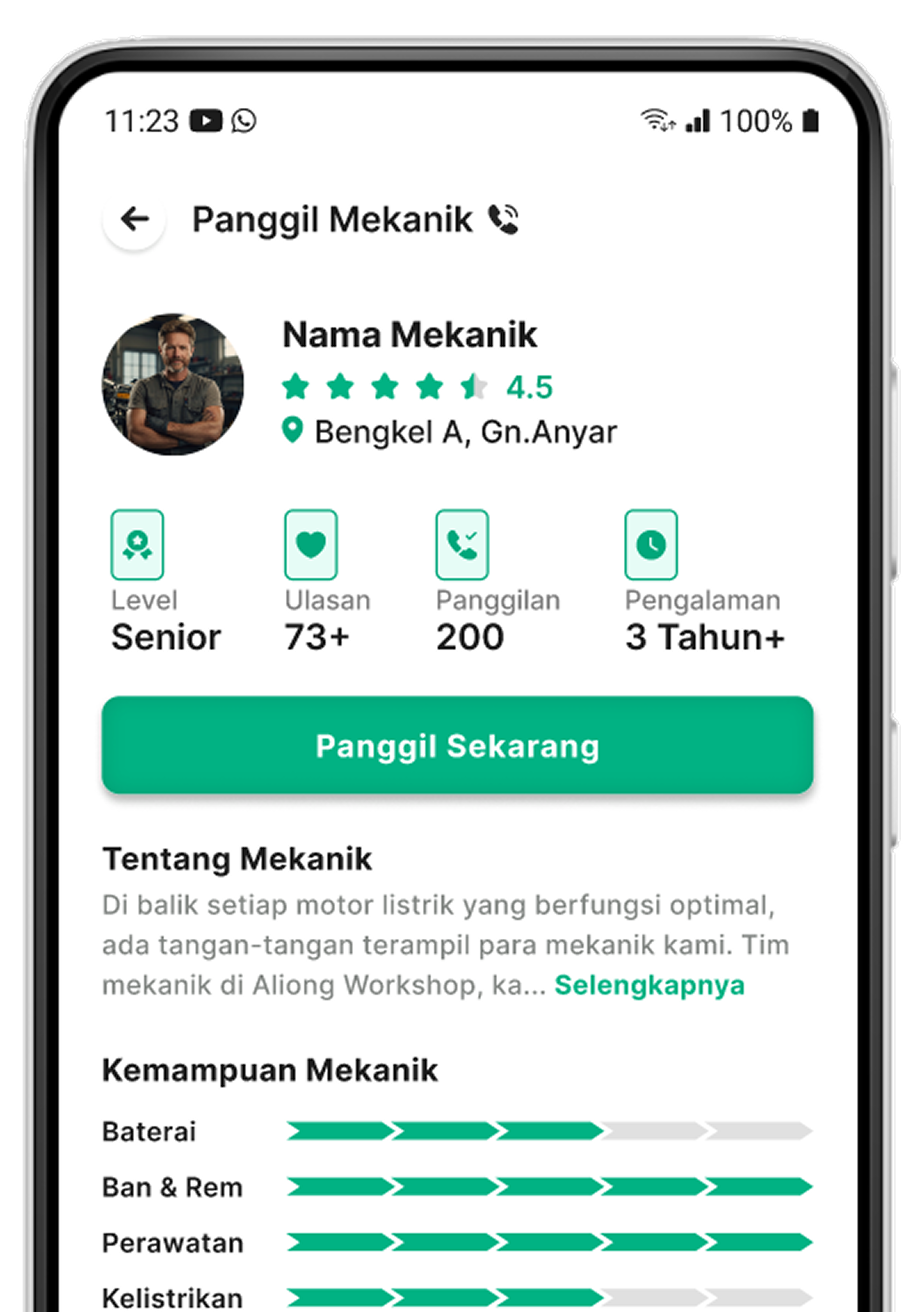 11:23 100%
Panggil Mekanik
Nama Mekanik
4.5
Bengkel A, Gn.Anyar
Level Ulasan Panggilan Pengalaman
Senior 73+ 200 3 Tahun+
Panggil Sekarang
Tentang Mekanik
Di balik setiap motor listrik yang berfungsi optimal,
ada tangan-tangan terampil para mekanik kami. Tim
mekanik di Aliong Workshop, ka... Selengkapnya
Kemampuan Mekanik
Baterai
Ban & Rem
Perawatan
Kelistrikan